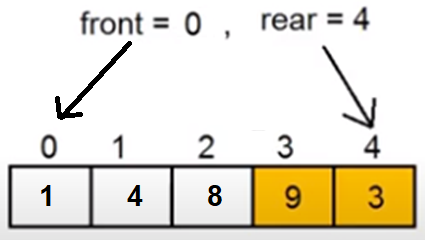 front = 0 , rear = 4
0 1 2 3 4
1 4 8 9 3